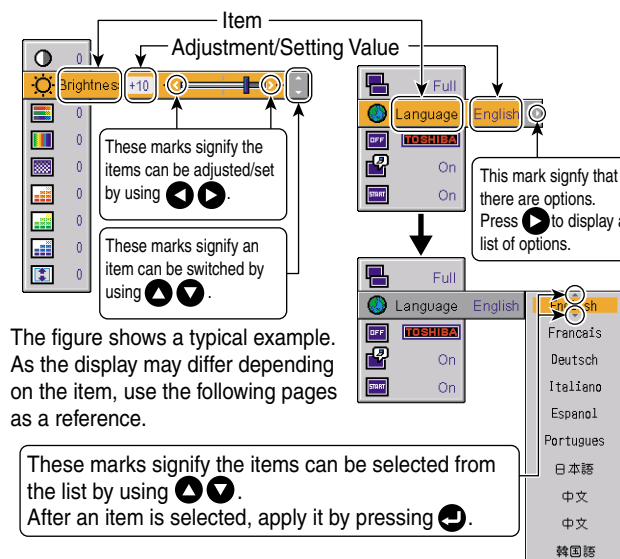 Item
Adjustment/Setting Value
0
Brightness +10
0
0
0
0
0
0
0
These marks signify the
items can be adjusted/set
by using
.
These marks signify an
item can be switched by
using
.
Full
Language English
OFF TOSHIBA
On
START On
This mark signfy that
there are options.
Press to display a
list of options.
Full
Language English
OFF TOSHIBA
On
START On
English
Francais
Deutsch
Italiano
Espanol
Portugues
日本語
中文
中文
韓国語
The figure shows a typical example.
As the display may differ depending
on the item, use the following pages
as a reference.
These marks signify the items can be selected from
the list by using .
After an item is selected, apply it by pressing .